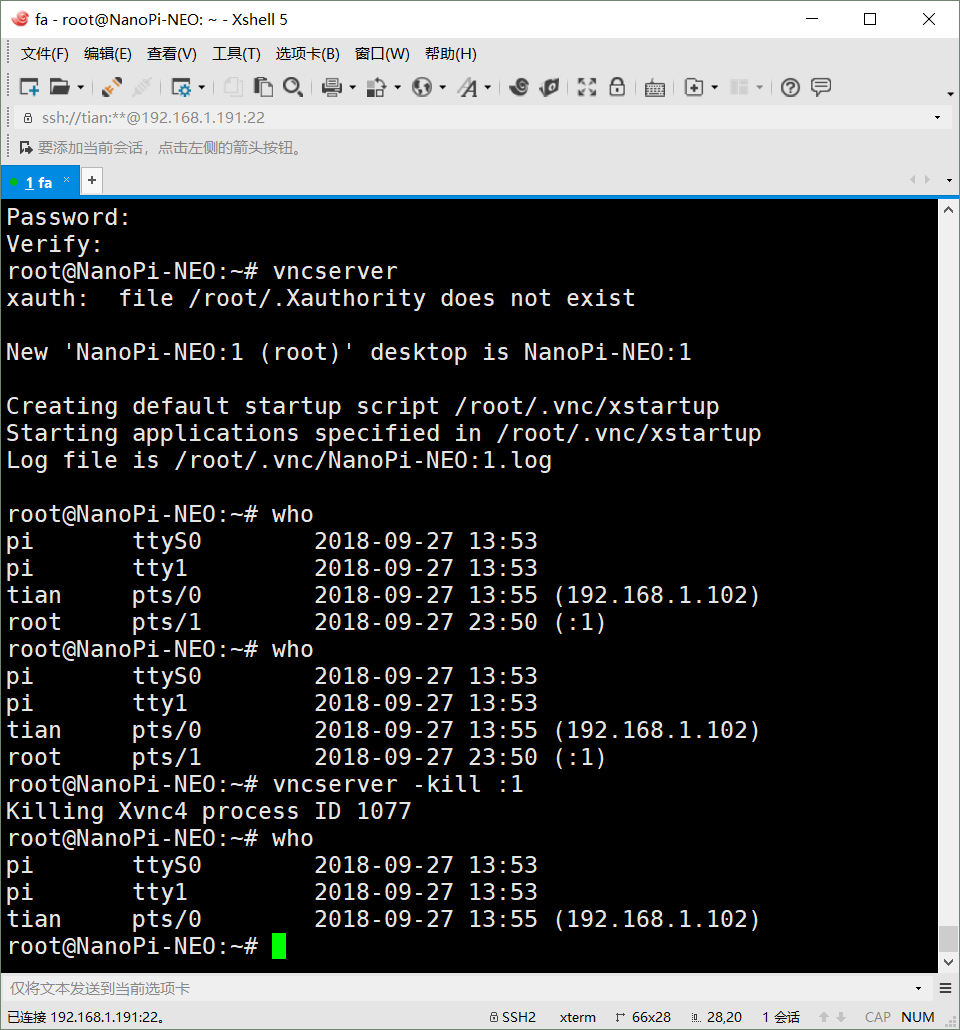 fa - root@NanoPi-NEO: ~ - Xshell 5
文件(F) 编辑(E) 查看(V) 工具(T) 选项卡(B) 窗口(W) 帮助(H)
ssh://tian:**@192.168.1.191:22
要添加当前会话，点击左侧的箭头按钮。
1 fa × +
Password:
Verify:
root@NanoPi-NEO:~# vncserver
xauth:  file /root/.Xauthority does not exist
New 'NanoPi-NEO:1 (root)' desktop is NanoPi-NEO:1
Creating default startup script /root/.vnc/xstartup
Starting applications specified in /root/.vnc/xstartup
Log file is /root/.vnc/NanoPi-NEO:1.log
root@NanoPi-NEO:~# who
pi       ttyS0        2018-09-27 13:53
pi       tty1         2018-09-27 13:53
tian     pts/0        2018-09-27 13:55 (192.168.1.102)
root     pts/1        2018-09-27 23:50 (:1)
root@NanoPi-NEO:~# who
pi       ttyS0        2018-09-27 13:53
pi       tty1         2018-09-27 13:53
tian     pts/0        2018-09-27 13:55 (192.168.1.102)
root     pts/1        2018-09-27 23:50 (:1)
root@NanoPi-NEO:~# vncserver -kill :1
Killing Xvnc4 process ID 1077
root@NanoPi-NEO:~# who
pi       ttyS0        2018-09-27 13:53
pi       tty1         2018-09-27 13:53
tian     pts/0        2018-09-27 13:55 (192.168.1.102)
root@NanoPi-NEO:~#
仅将文本发送到当前选项卡
已连接 192.168.1.191:22。 SSH2 xterm 66x28 28,20 1 会话 CAP NUM